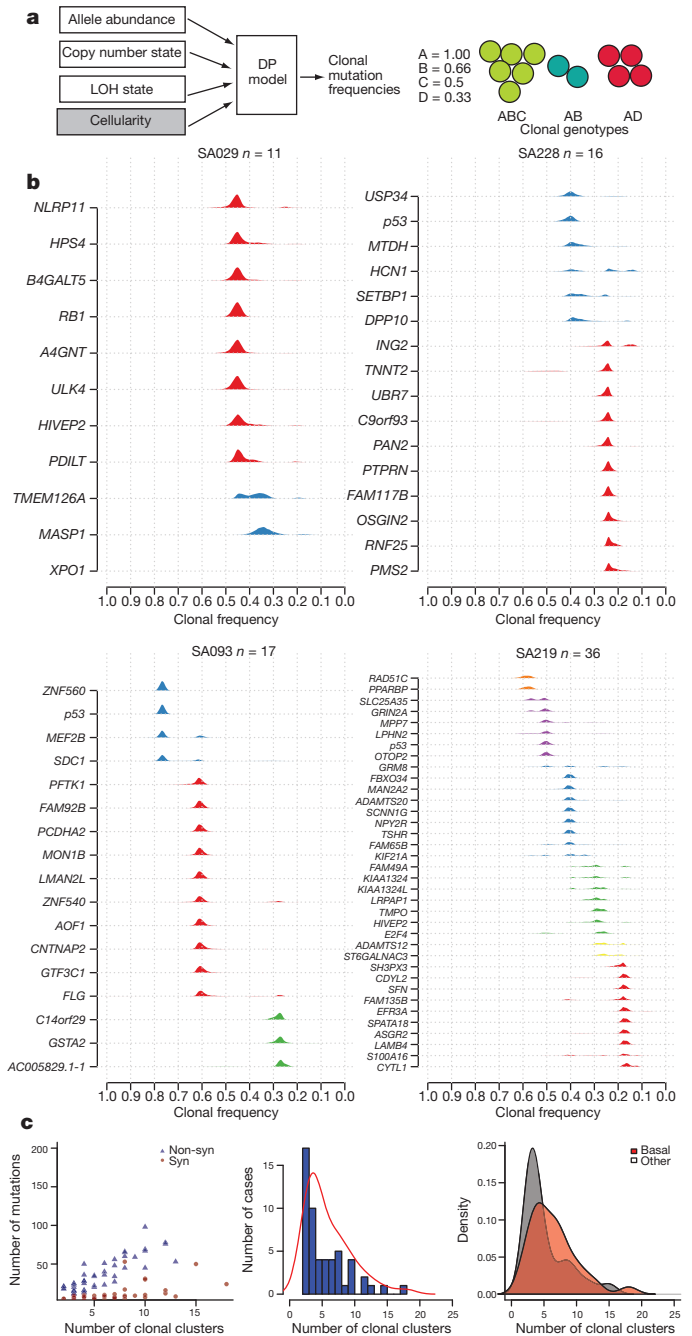 a
Allele abundance
Copy number state
LOH state
Cellularity
DP model
Clonal mutation frequencies
A = 1.00
B = 0.66
C = 0.5
D = 0.33
ABC AB AD
Clonal genotypes
b
SA029 n = 11
NLRP11
HPS4
B4GALT5
RB1
A4GNT
ULK4
HIVEP2
PDILT
TMEM126A
MASP1
XPO1
1.0 0.9 0.8 0.7 0.6 0.5 0.4 0.3 0.2 0.1 0.0
Clonal frequency
SA228 n = 16
USP34
p53
MTDH
HCN1
SETBP1
DPP10
ING2
TNNT2
UBR7
C9orf93
PAN2
PTPRN
FAM117B
OSGIN2
RNF25
PMS2
1.0 0.9 0.8 0.7 0.6 0.5 0.4 0.3 0.2 0.1 0.0
Clonal frequency
SA093 n = 17
ZNF560
p53
MEF2B
SDC1
PFTK1
FAM92B
PCDHA2
MON1B
LMAN2L
ZNF540
AOF1
CNTNAP2
GTF3C1
FLG
C14orf29
GSTA2
AC005829.1-1
1.0 0.9 0.8 0.7 0.6 0.5 0.4 0.3 0.2 0.1 0.0
Clonal frequency
SA219 n = 36
RAD51C
PPARBP
SLC25A35
GRIN2A
MPP7
LPHN2
p53
OTOP2
GRM8
FBXO34
MAN2A2
ADAMTS20
SCNN1G
NPY2R
TSHR
FAM65B
KIF21A
FAM49A
KIAA1324
KIAA1324L
LRPAP1
TMPO
HIVEP2
E2F4
ADAMTS12
ST6GALNAC3
SH3PX3
CDYL2
SFN
FAM135B
EFR3A
SPATA18
ASGR2
LAMB4
S100A16
CYTL1
1.0 0.9 0.8 0.7 0.6 0.5 0.4 0.3 0.2 0.1 0.0
Clonal frequency
c
Number of mutations
200
150
100
50
Non-syn
Syn
5 10 15
Number of clonal clusters
Number of cases
15
10
5
0
0 5 10 15 20 25
Number of clonal clusters
Density
0.20
0.15
0.10
0.05
0.00
Basal
Other
0 5 10 15 20 25
Number of clonal clusters